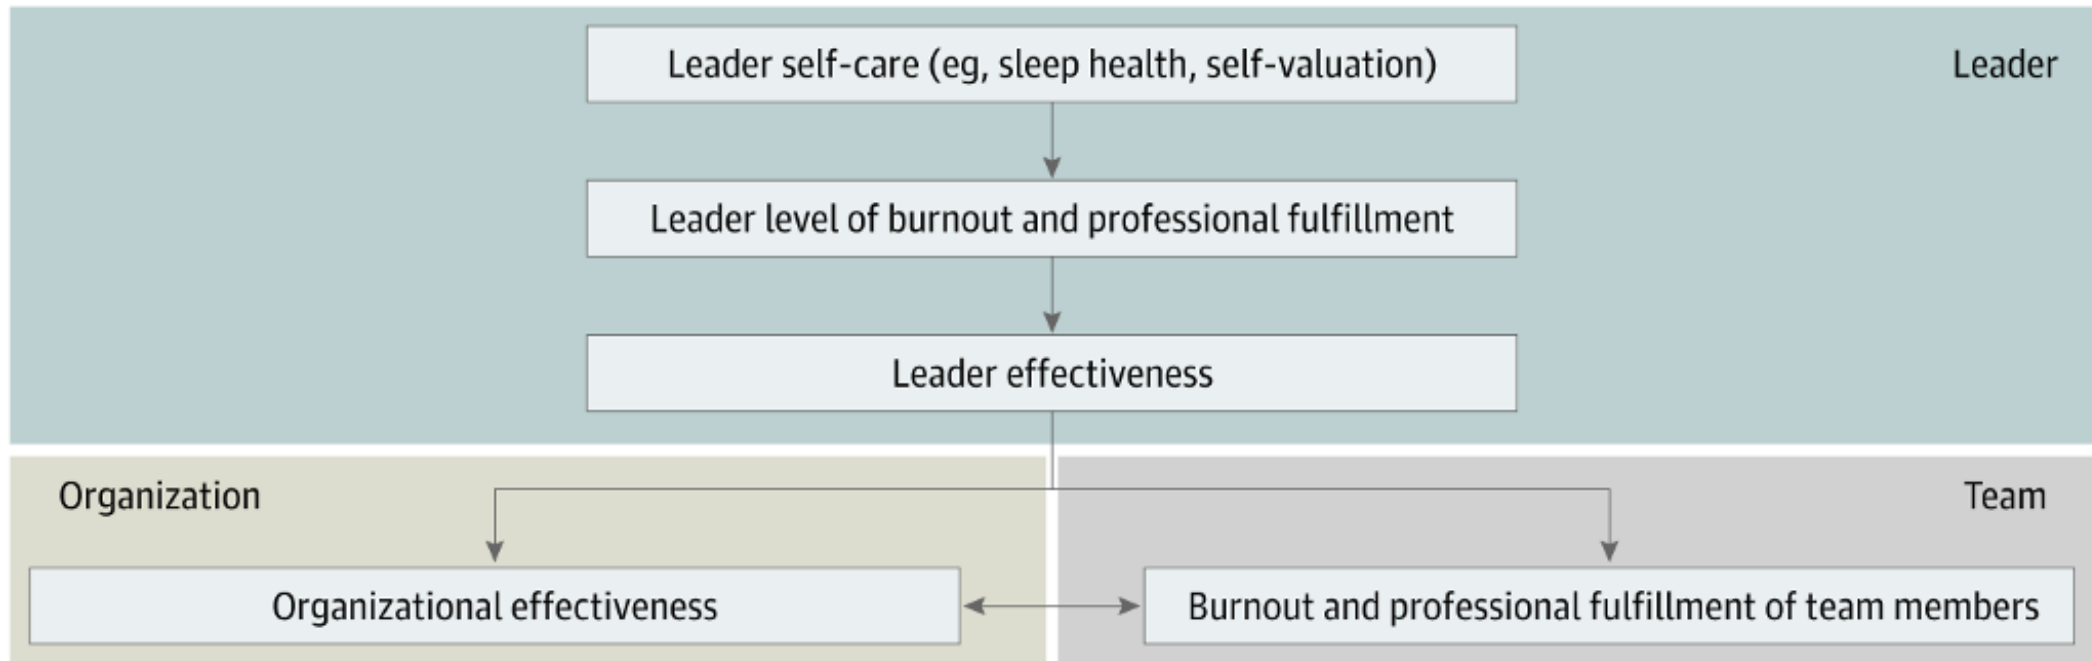 Leader self-care (eg, sleep health, self-valuation)
Leader
Leader level of burnout and professional fulfillment
Leader effectiveness
Organization
Team
Organizational effectiveness
Burnout and professional fulfillment of team members